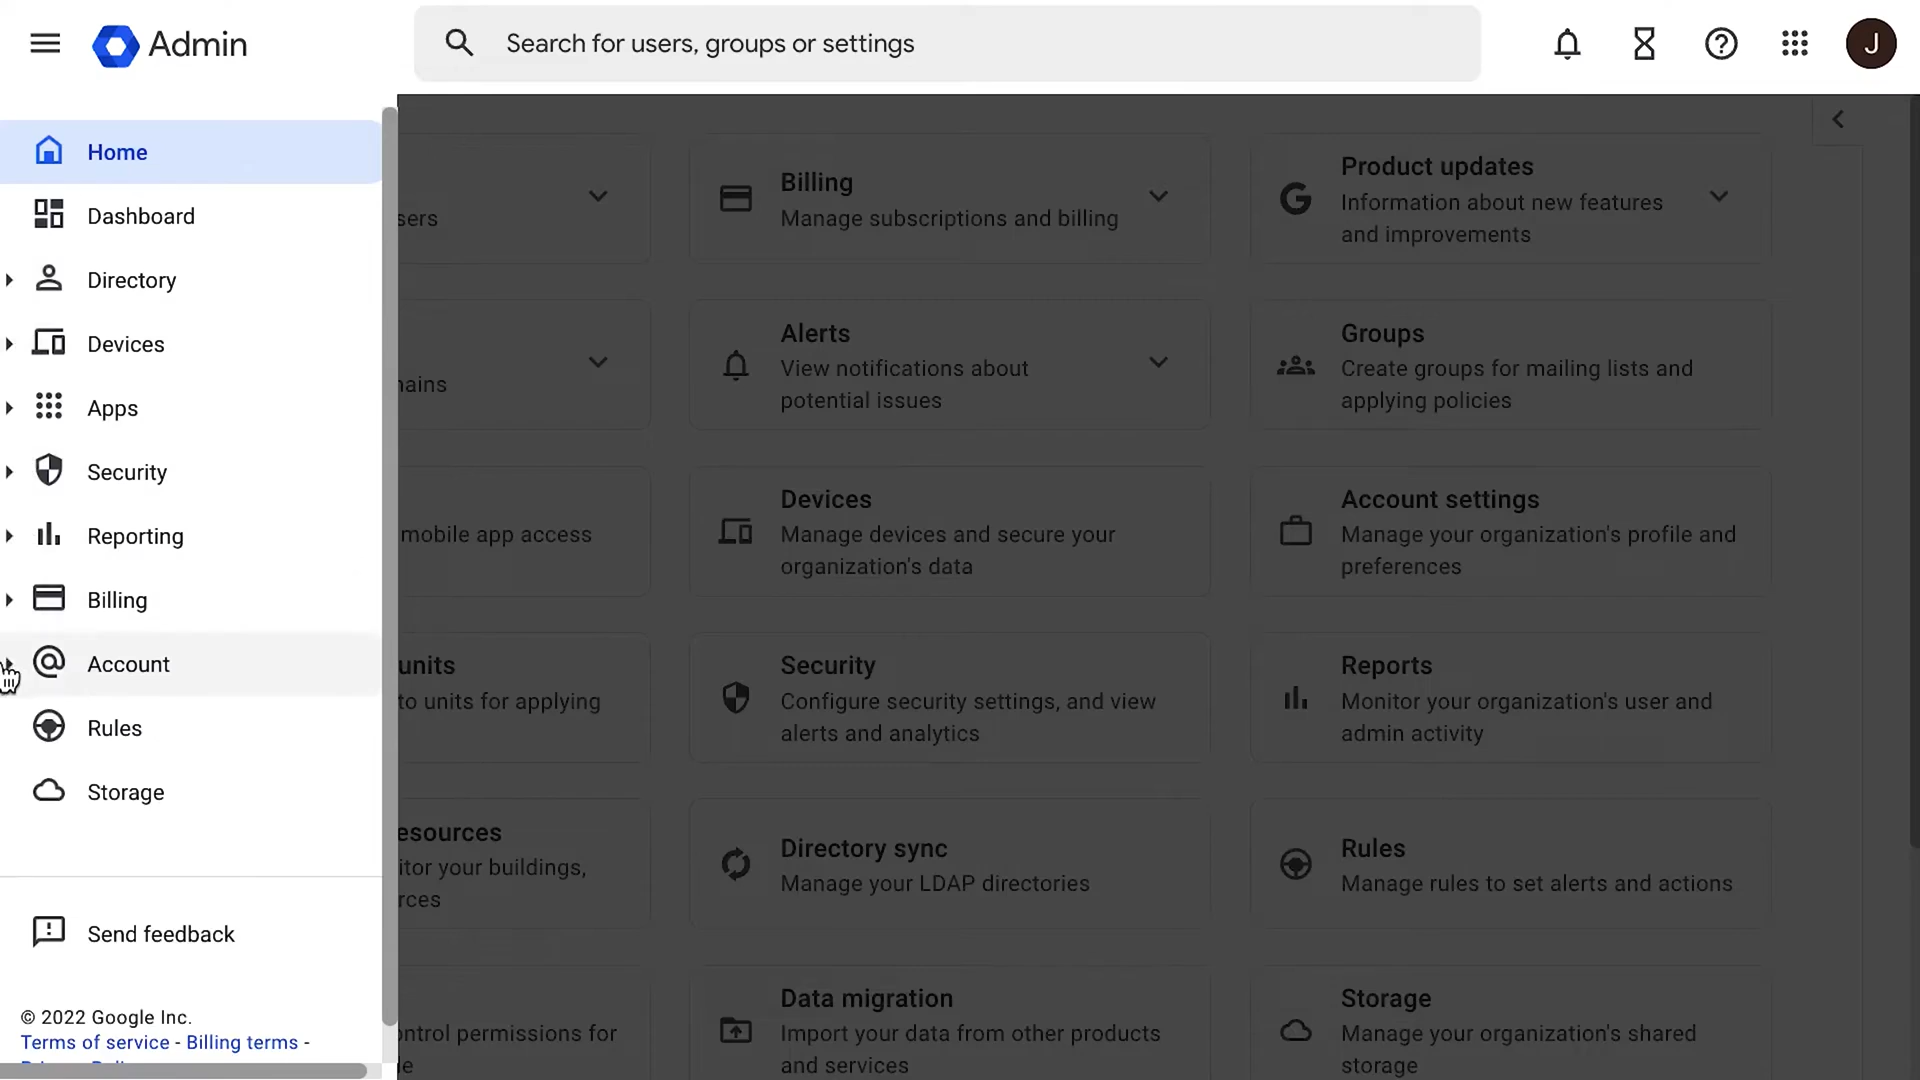 Admin
Search for users, groups or settings
J
Home
Dashboard
Directory
Devices
Apps
Security
Reporting
Billing
Account
Rules
Storage
Send feedback
© 2022 Google Inc.
Terms of service - Billing terms -
sers
Billing
Manage subscriptions and billing
Product updates
Information about new features
and improvements
Alerts
View notifications about
potential issues
Groups
Create groups for mailing lists and
applying policies
mobile app access
Devices
Manage devices and secure your
organization's data
Account settings
Manage your organization's profile and
preferences
units
to units for applying
Security
Configure security settings, and view
alerts and analytics
Reports
Monitor your organization's user and
admin activity
esources
itor your buildings,
rces
Directory sync
Manage your LDAP directories
Rules
Manage rules to set alerts and actions
ontrol permissions for
le
Data migration
Import your data from other products
and services
Storage
Manage your organization's shared
storage